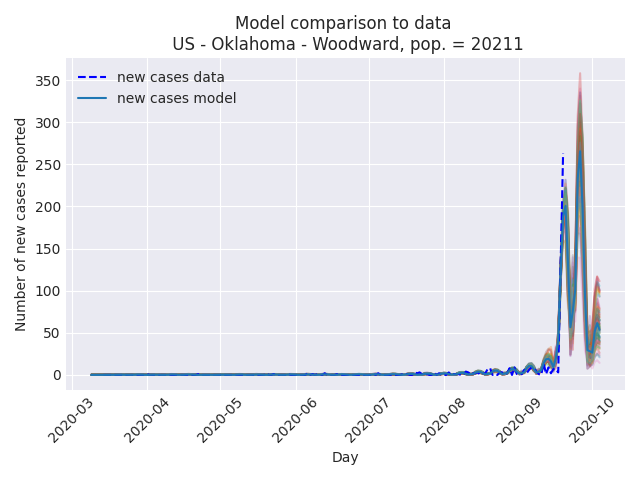 Model comparison to data
US - Oklahoma - Woodward, pop. = 20211
new cases data
new cases model
Number of new cases reported
350
300
250
200
150
100
50
0
2020-03
2020-04
2020-05
2020-06
2020-07
2020-08
2020-09
2020-10
Day